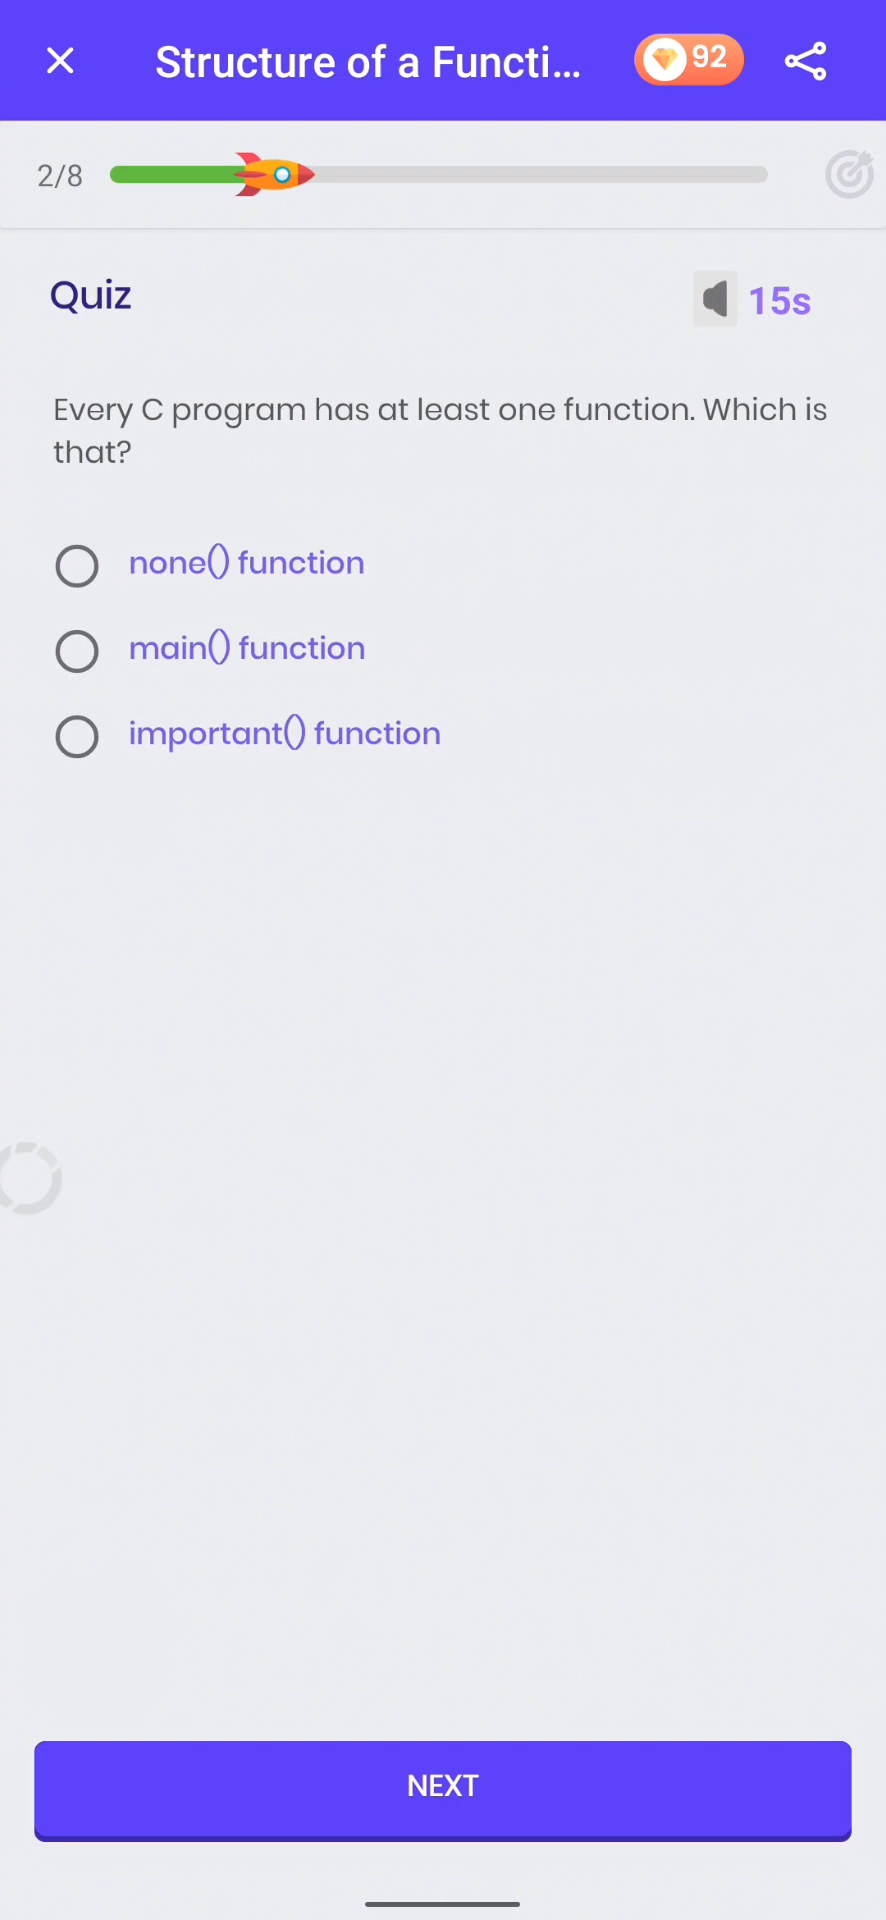 Structure of a Functi...
92
2/8
Quiz
15s
Every C program has at least one function. Which is
that?
none() function
main() function
important() function
NEXT